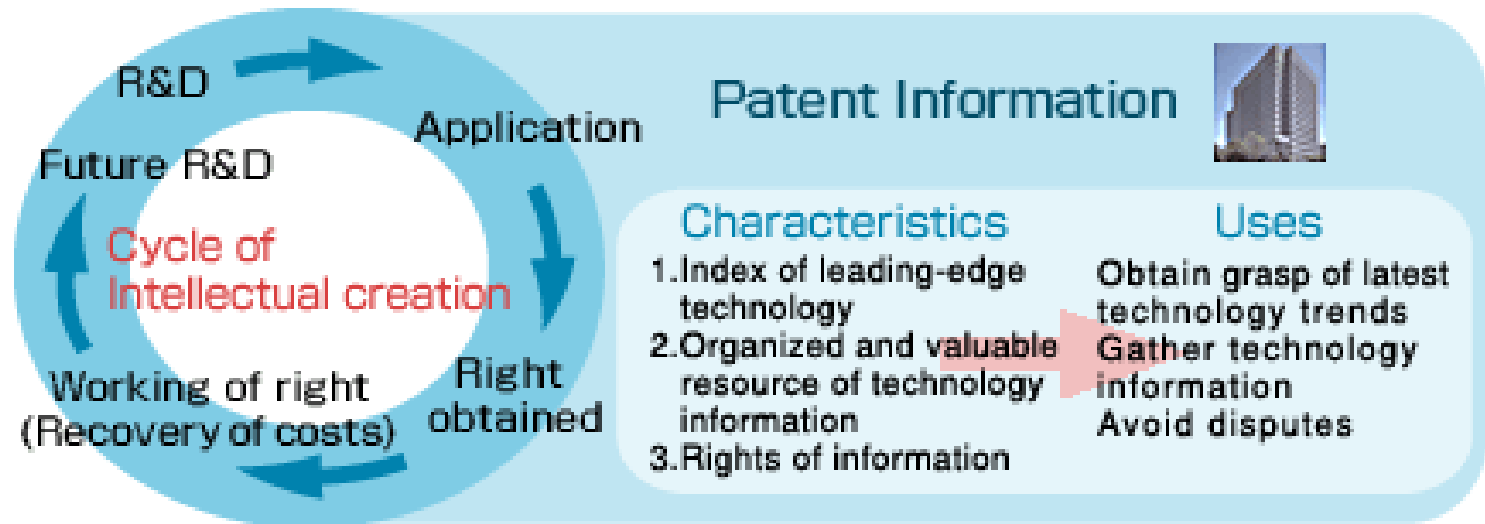 R&D
Application
Future R&D
Cycle of
Intellectual creation
Right
obtained
Working of right
(Recovery of costs)
Patent Information
Characteristics
1.Index of leading-edge
technology
2.Organized and valuable
resource of technology
information
3.Rights of information
Uses
Obtain grasp of latest
technology trends
Gather technology
information
Avoid disputes